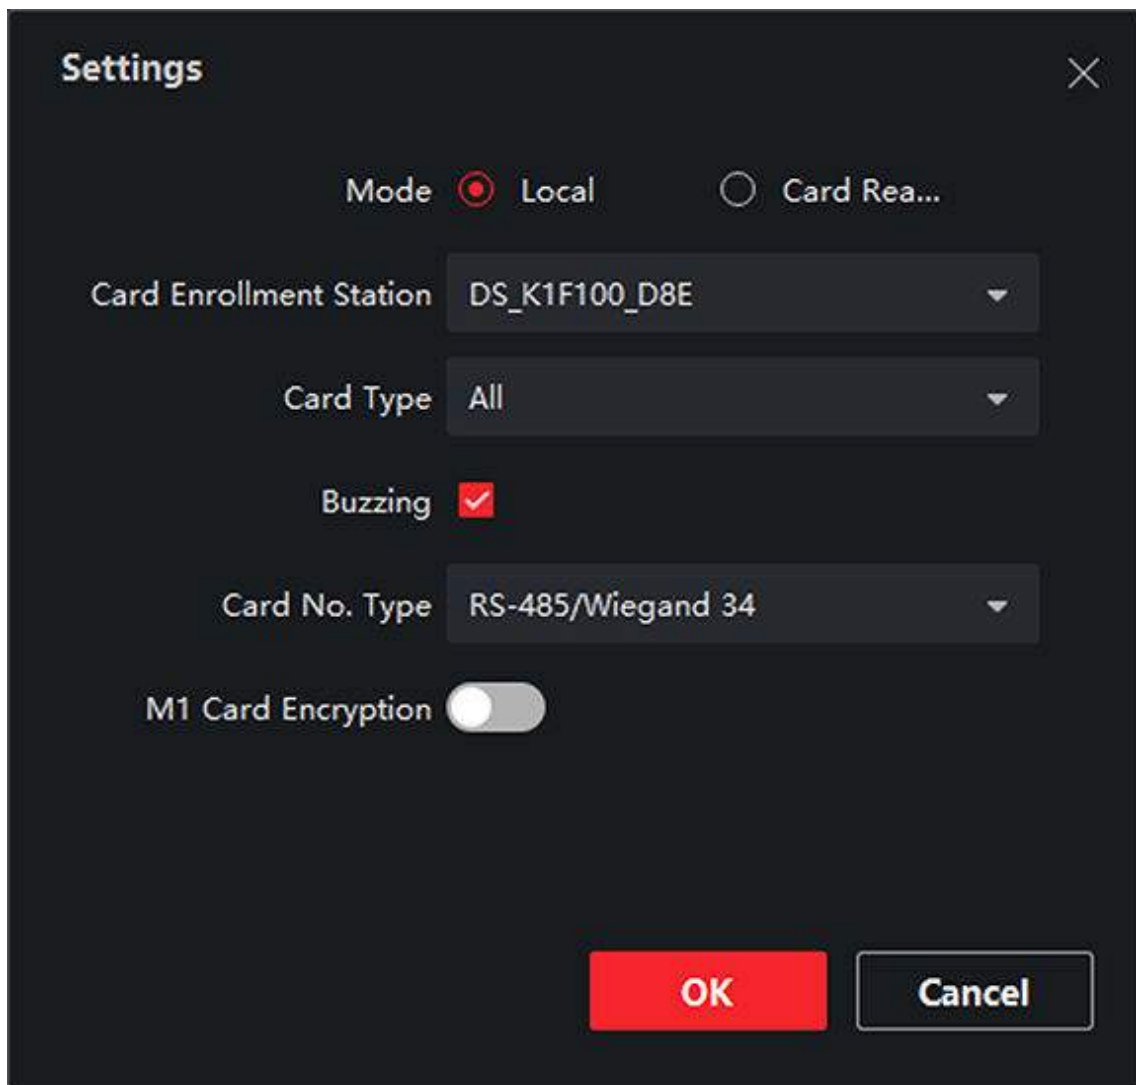 Settings
Mode Local Card Rea...
Card Enrollment Station DS_K1F100_D8E
Card Type All
Buzzing
Card No. Type RS-485/Wiegand 34
M1 Card Encryption
OK Cancel